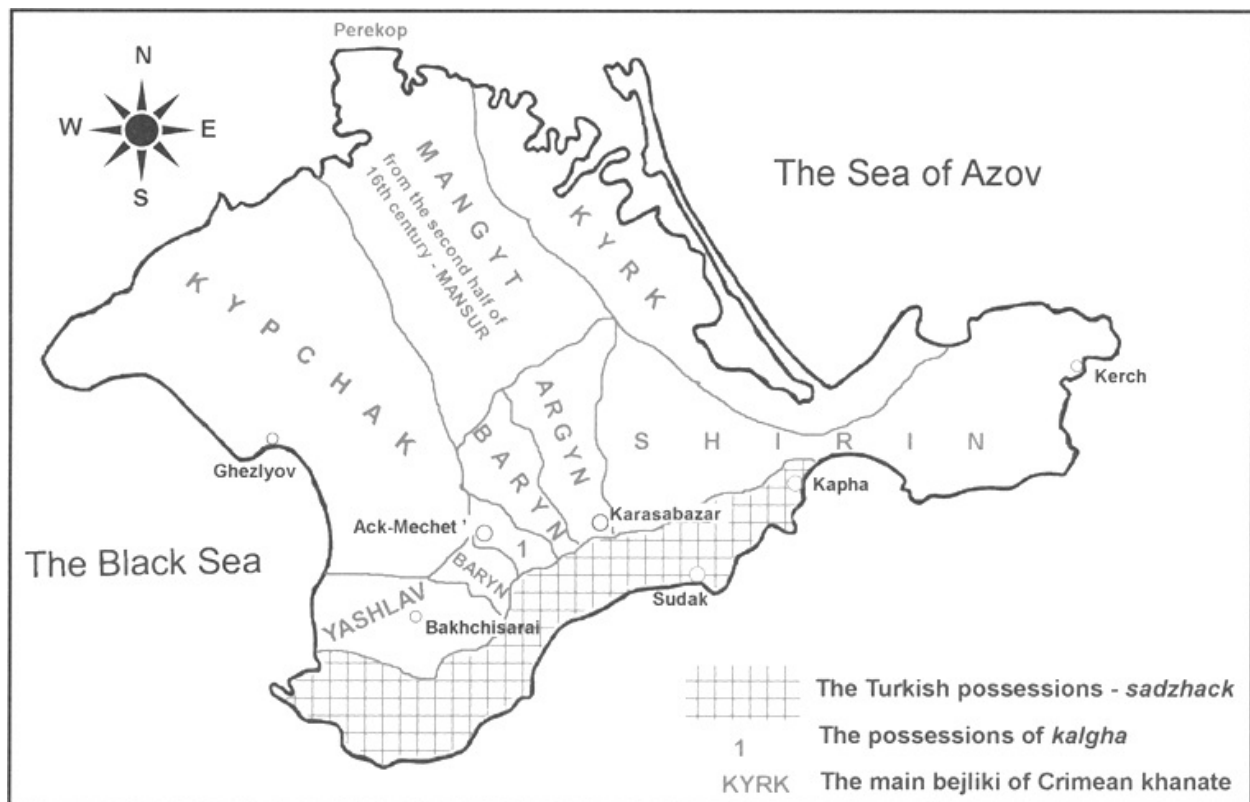 Perekop
N
W E
S
The Sea of Azov
MANGYT
from the second half of
16th century - MANSUR
KYRK
KYPCHAK
ARGYN
BARYN
SHIRIN
Kerch
Ghezlyov
Kapha
Karasabazar
Ack-Mechet '
1
The Black Sea
BARYN
Sudak
YASHLAV
Bakhchisarai
The Turkish possessions - sadzhack
1 The possessions of kalgha
KYRK The main bejliki of Crimean khanate